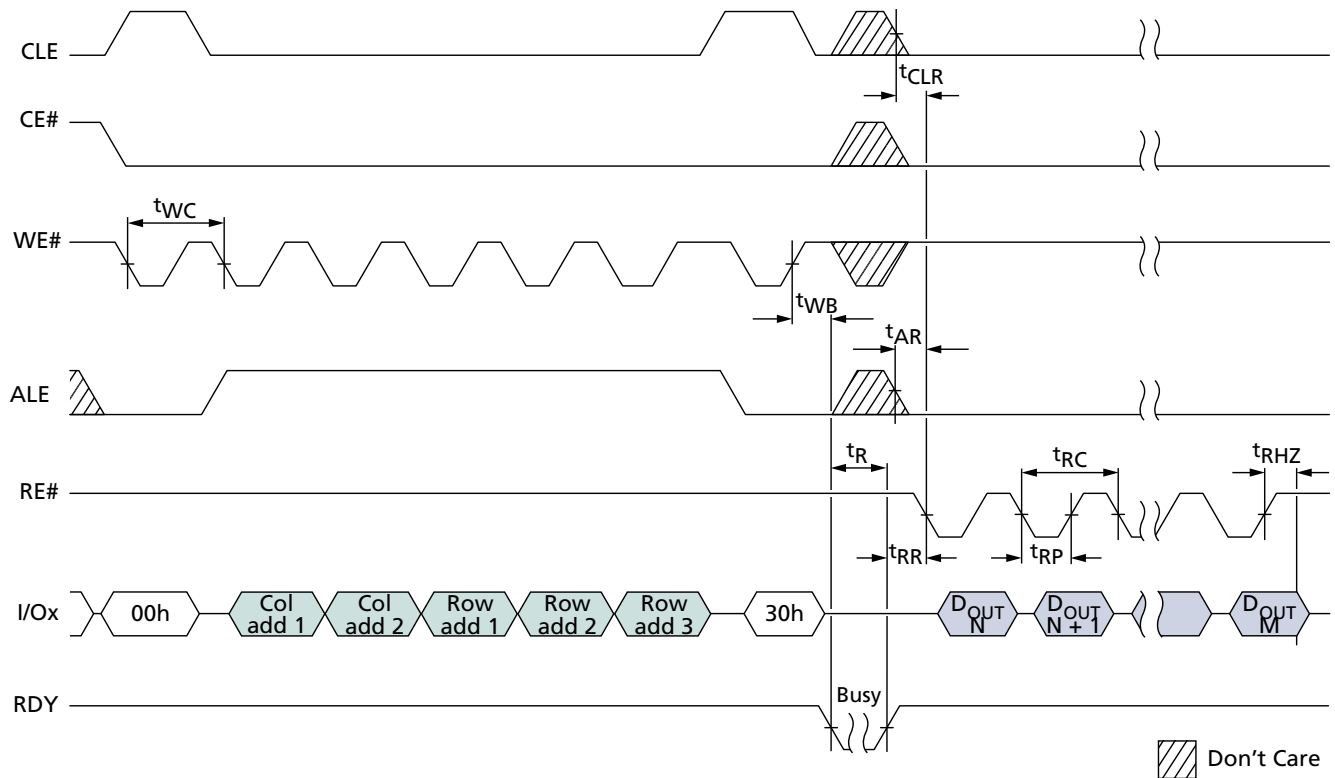 CLE
tCLR
CE#
tWC
WE#
tWB
tAR
ALE
tR
tRC
tRHZ
RE#
tRR
tRP
I/Ox
00h
Col
add 1
Col
add 2
Row
add 1
Row
add 2
Row
add 3
30h
DOUT
N
DOUT
N + 1
DOUT
M
RDY
Busy
Don't Care